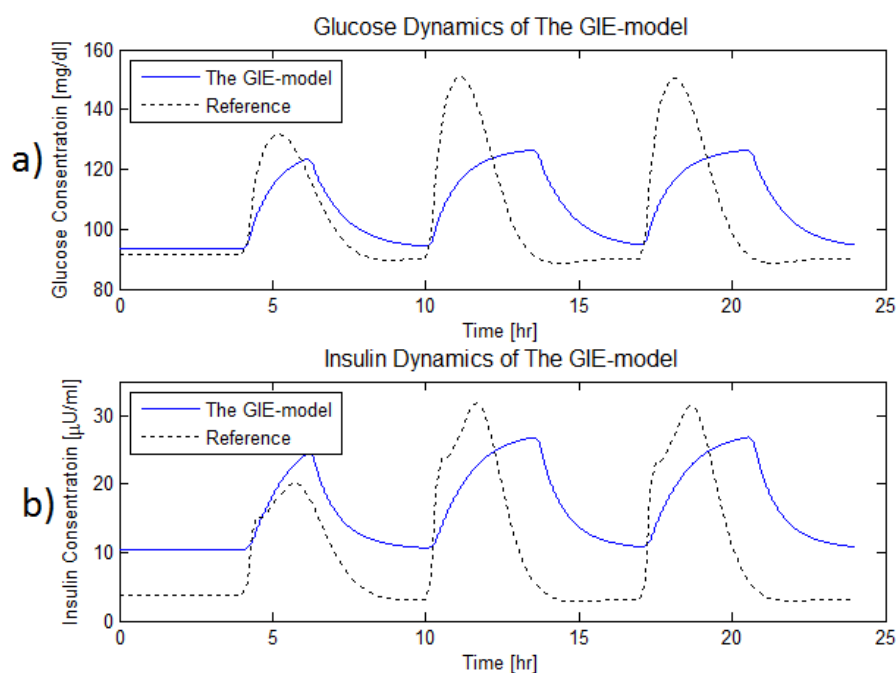 Glucose Dynamics of The GIE-model
160
140
120
100
80
Glucose Consentratoin [mg/dl]
a)
The GIE-model
Reference
0 5 10 15 20 25
Time [hr]
Insulin Dynamics of The GIE-model
30
20
10
0
Insulin Consentratoin [μU/ml]
b)
The GIE-model
Reference
0 5 10 15 20 25
Time [hr]